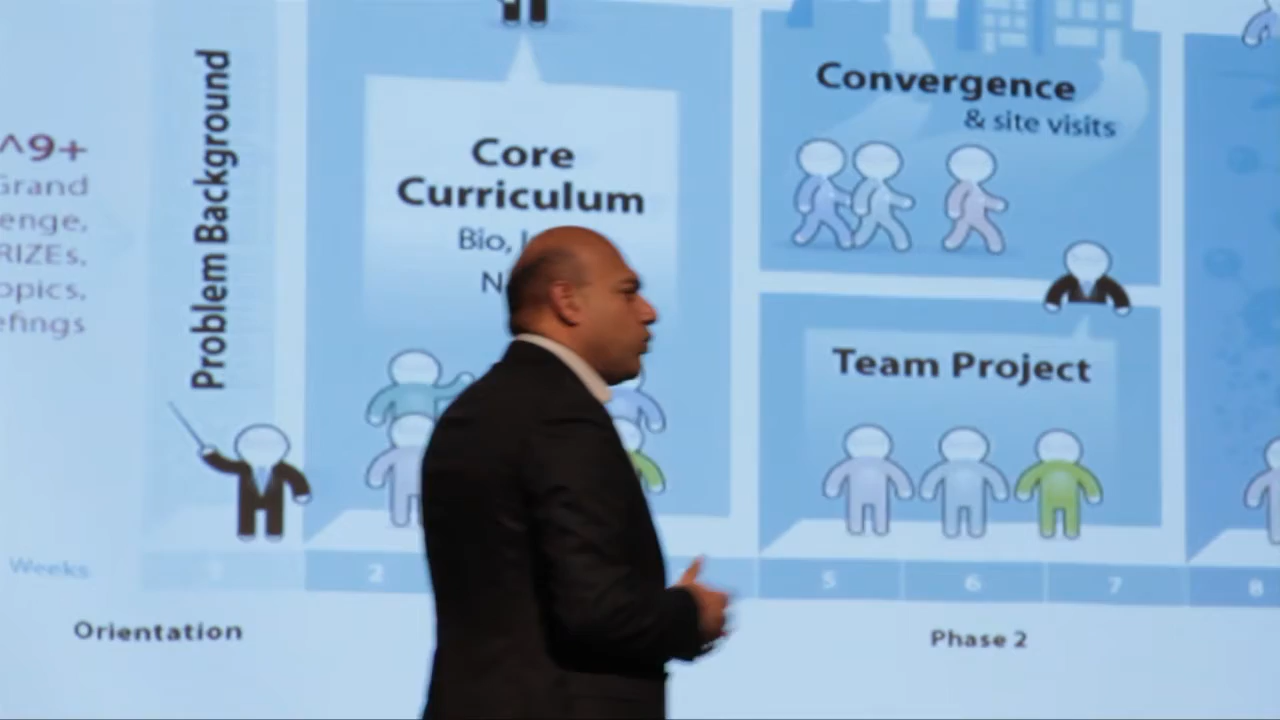 ^9+
Grand
enge,
RIZEs,
opics,
efings
Problem Background
Core
Curriculum
Bio,
Convergence
& site visits
Team Project
Weeks
2
5
6
7
8
Orientation
Phase 2